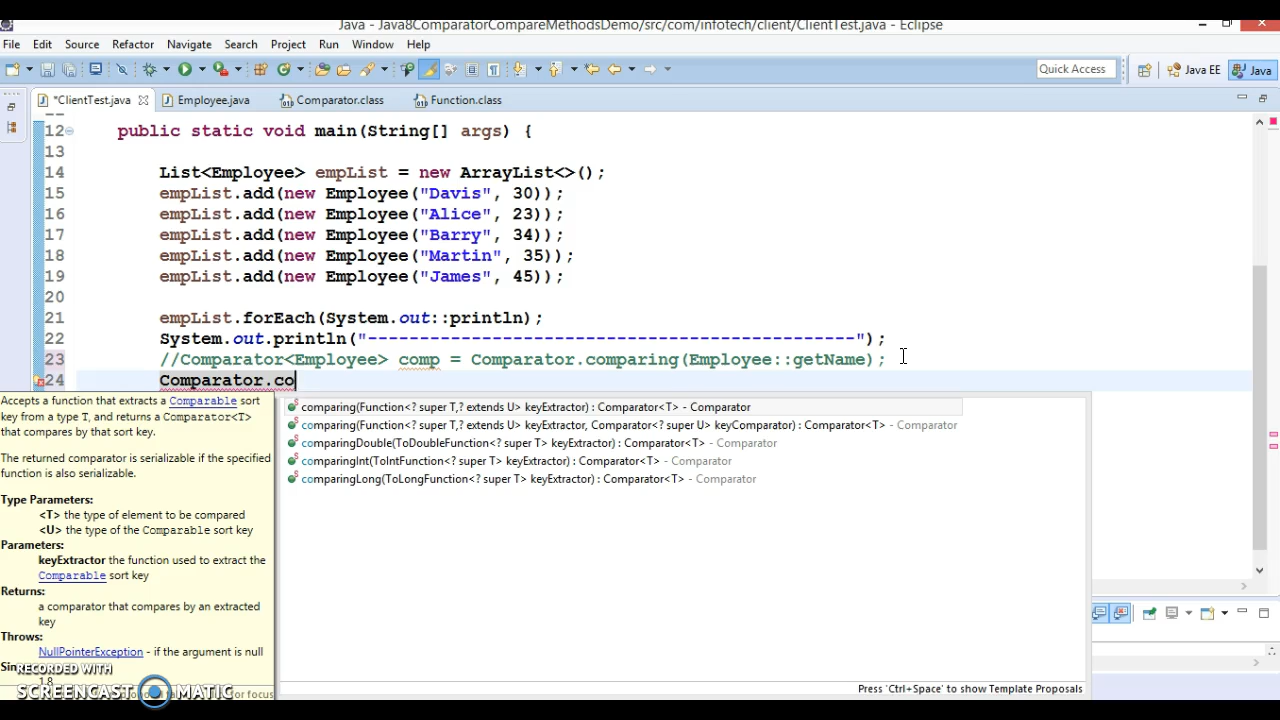 Java - Java8ComparatorCompareMethodsDemo/src/com/infotech/client/ClientTest.java - Eclipse
File Edit Source Refactor Navigate Search Project Run Window Help
Quick Access Java EE Java
*ClientTest.java Employee.java Comparator.class Function.class
12 public static void main(String[] args) {
13
14 List<Employee> empList = new ArrayList<>();
15 empList.add(new Employee("Davis", 30));
16 empList.add(new Employee("Alice", 23));
17 empList.add(new Employee("Barry", 34));
18 empList.add(new Employee("Martin", 35));
19 empList.add(new Employee("James", 45));
20
21 empList.forEach(System.out::println);
22 System.out.println("-----------------------------------------------");
23 //Comparator<Employee> comp = Comparator.comparing(Employee::getName);
24 Comparator.co
Accepts a function that extracts a Comparable sort
key from a type T, and returns a Comparator<T>
that compares by that sort key.
The returned comparator is serializable if the specified
function is also serializable.
Type Parameters:
<T> the type of element to be compared
<U> the type of the Comparable sort key
Parameters:
keyExtractor the function used to extract the
Comparable sort key
Returns:
a comparator that compares by an extracted
key
Throws:
NullPointerException - if the argument is null
Sin
1.8
for focus
comparing(Function<? super T,? extends U> keyExtractor) : Comparator<T> - Comparator
comparing(Function<? super T,? extends U> keyExtractor, Comparator<? super U> keyComparator) : Comparator<T> - Comparator
comparingDouble(ToDoubleFunction<? super T> keyExtractor) : Comparator<T> - Comparator
comparingInt(ToIntFunction<? super T> keyExtractor) : Comparator<T> - Comparator
comparingLong(ToLongFunction<? super T> keyExtractor) : Comparator<T> - Comparator
Press 'Ctrl+Space' to show Template Proposals
RECORDED WITH
SCREENCAST MATIC